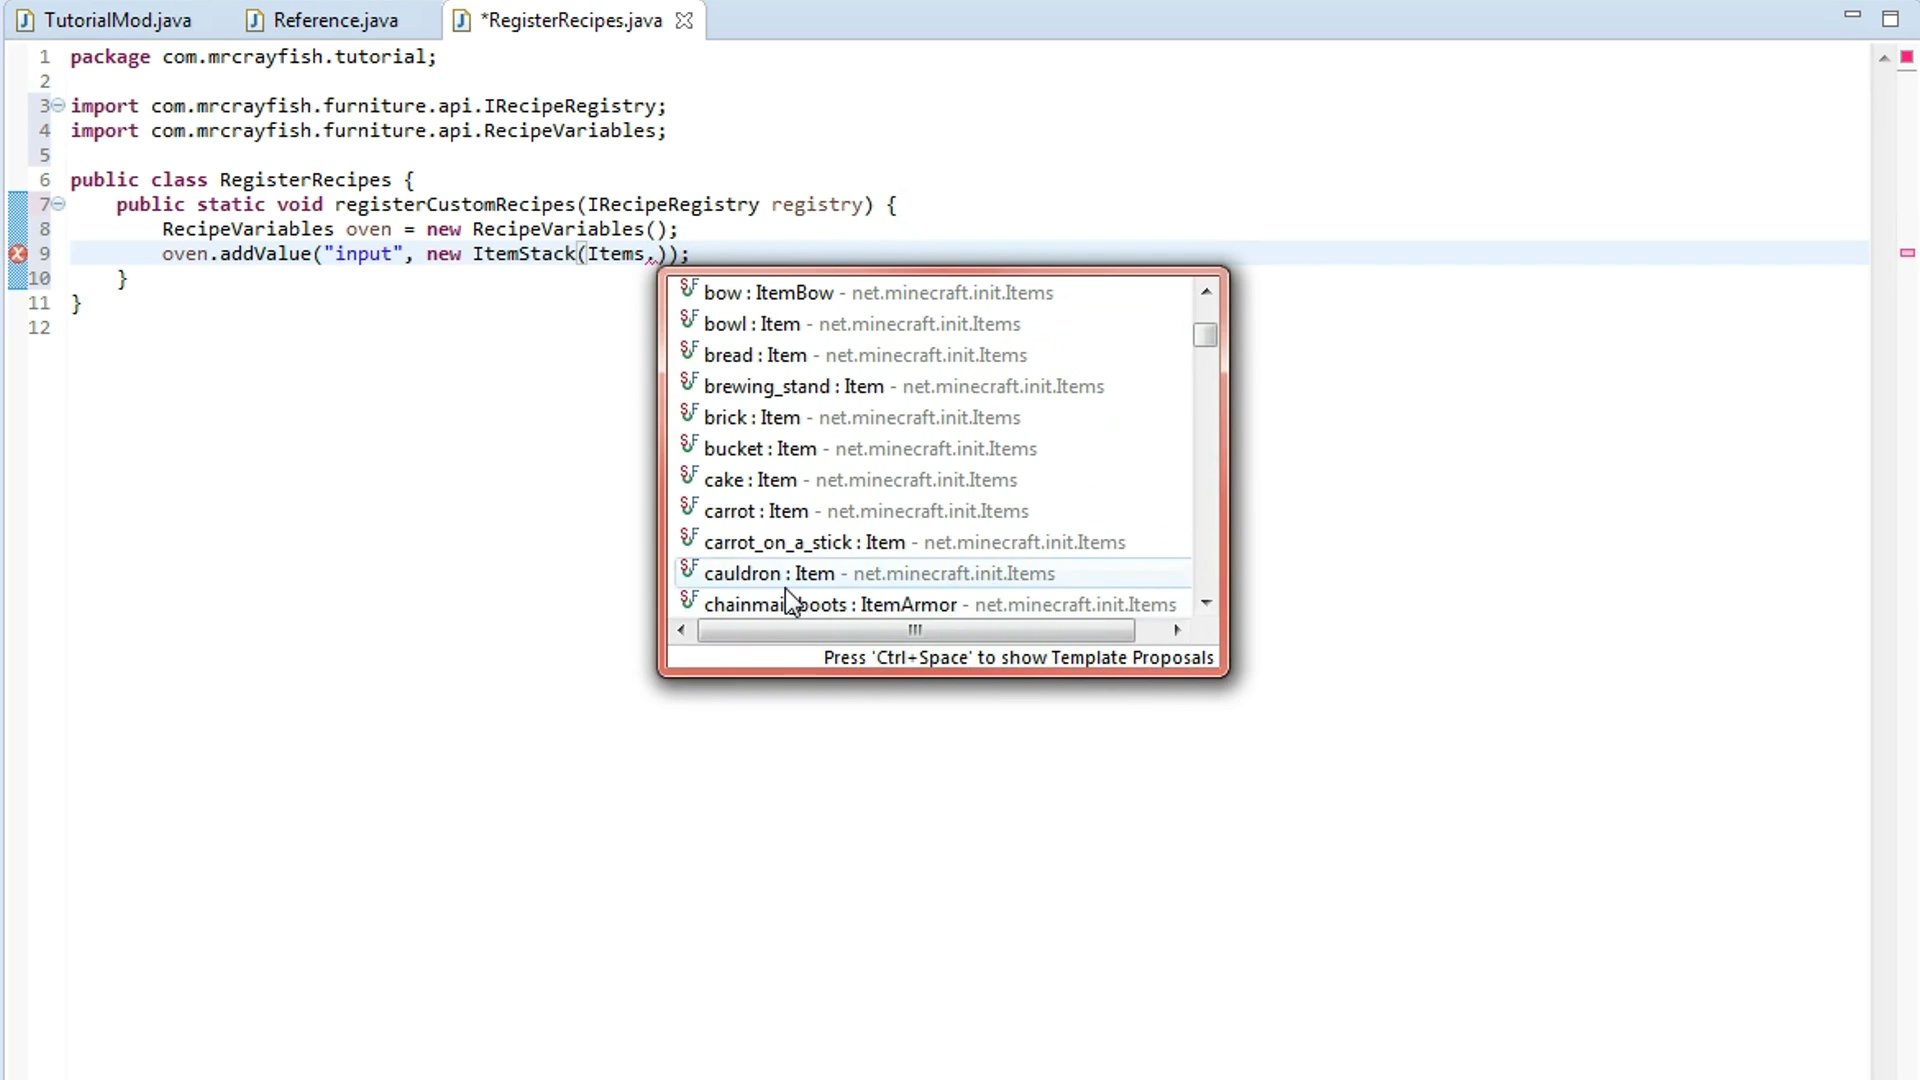 TutorialMod.java Reference.java *RegisterRecipes.java
1 package com.mrcrayfish.tutorial;
2
3 import com.mrcrayfish.furniture.api.IRecipeRegistry;
4 import com.mrcrayfish.furniture.api.RecipeVariables;
5
6 public class RegisterRecipes {
7 public static void registerCustomRecipes(IRecipeRegistry registry) {
8 RecipeVariables oven = new RecipeVariables();
9 oven.addValue("input", new ItemStack(Items.));
10 }
11 }
12
bow : ItemBow - net.minecraft.init.Items
bowl : Item - net.minecraft.init.Items
bread : Item - net.minecraft.init.Items
brewing_stand : Item - net.minecraft.init.Items
brick : Item - net.minecraft.init.Items
bucket : Item - net.minecraft.init.Items
cake : Item - net.minecraft.init.Items
carrot : Item - net.minecraft.init.Items
carrot_on_a_stick : Item - net.minecraft.init.Items
cauldron : Item - net.minecraft.init.Items
chainmail_boots : ItemArmor - net.minecraft.init.Items
Press 'Ctrl+Space' to show Template Proposals